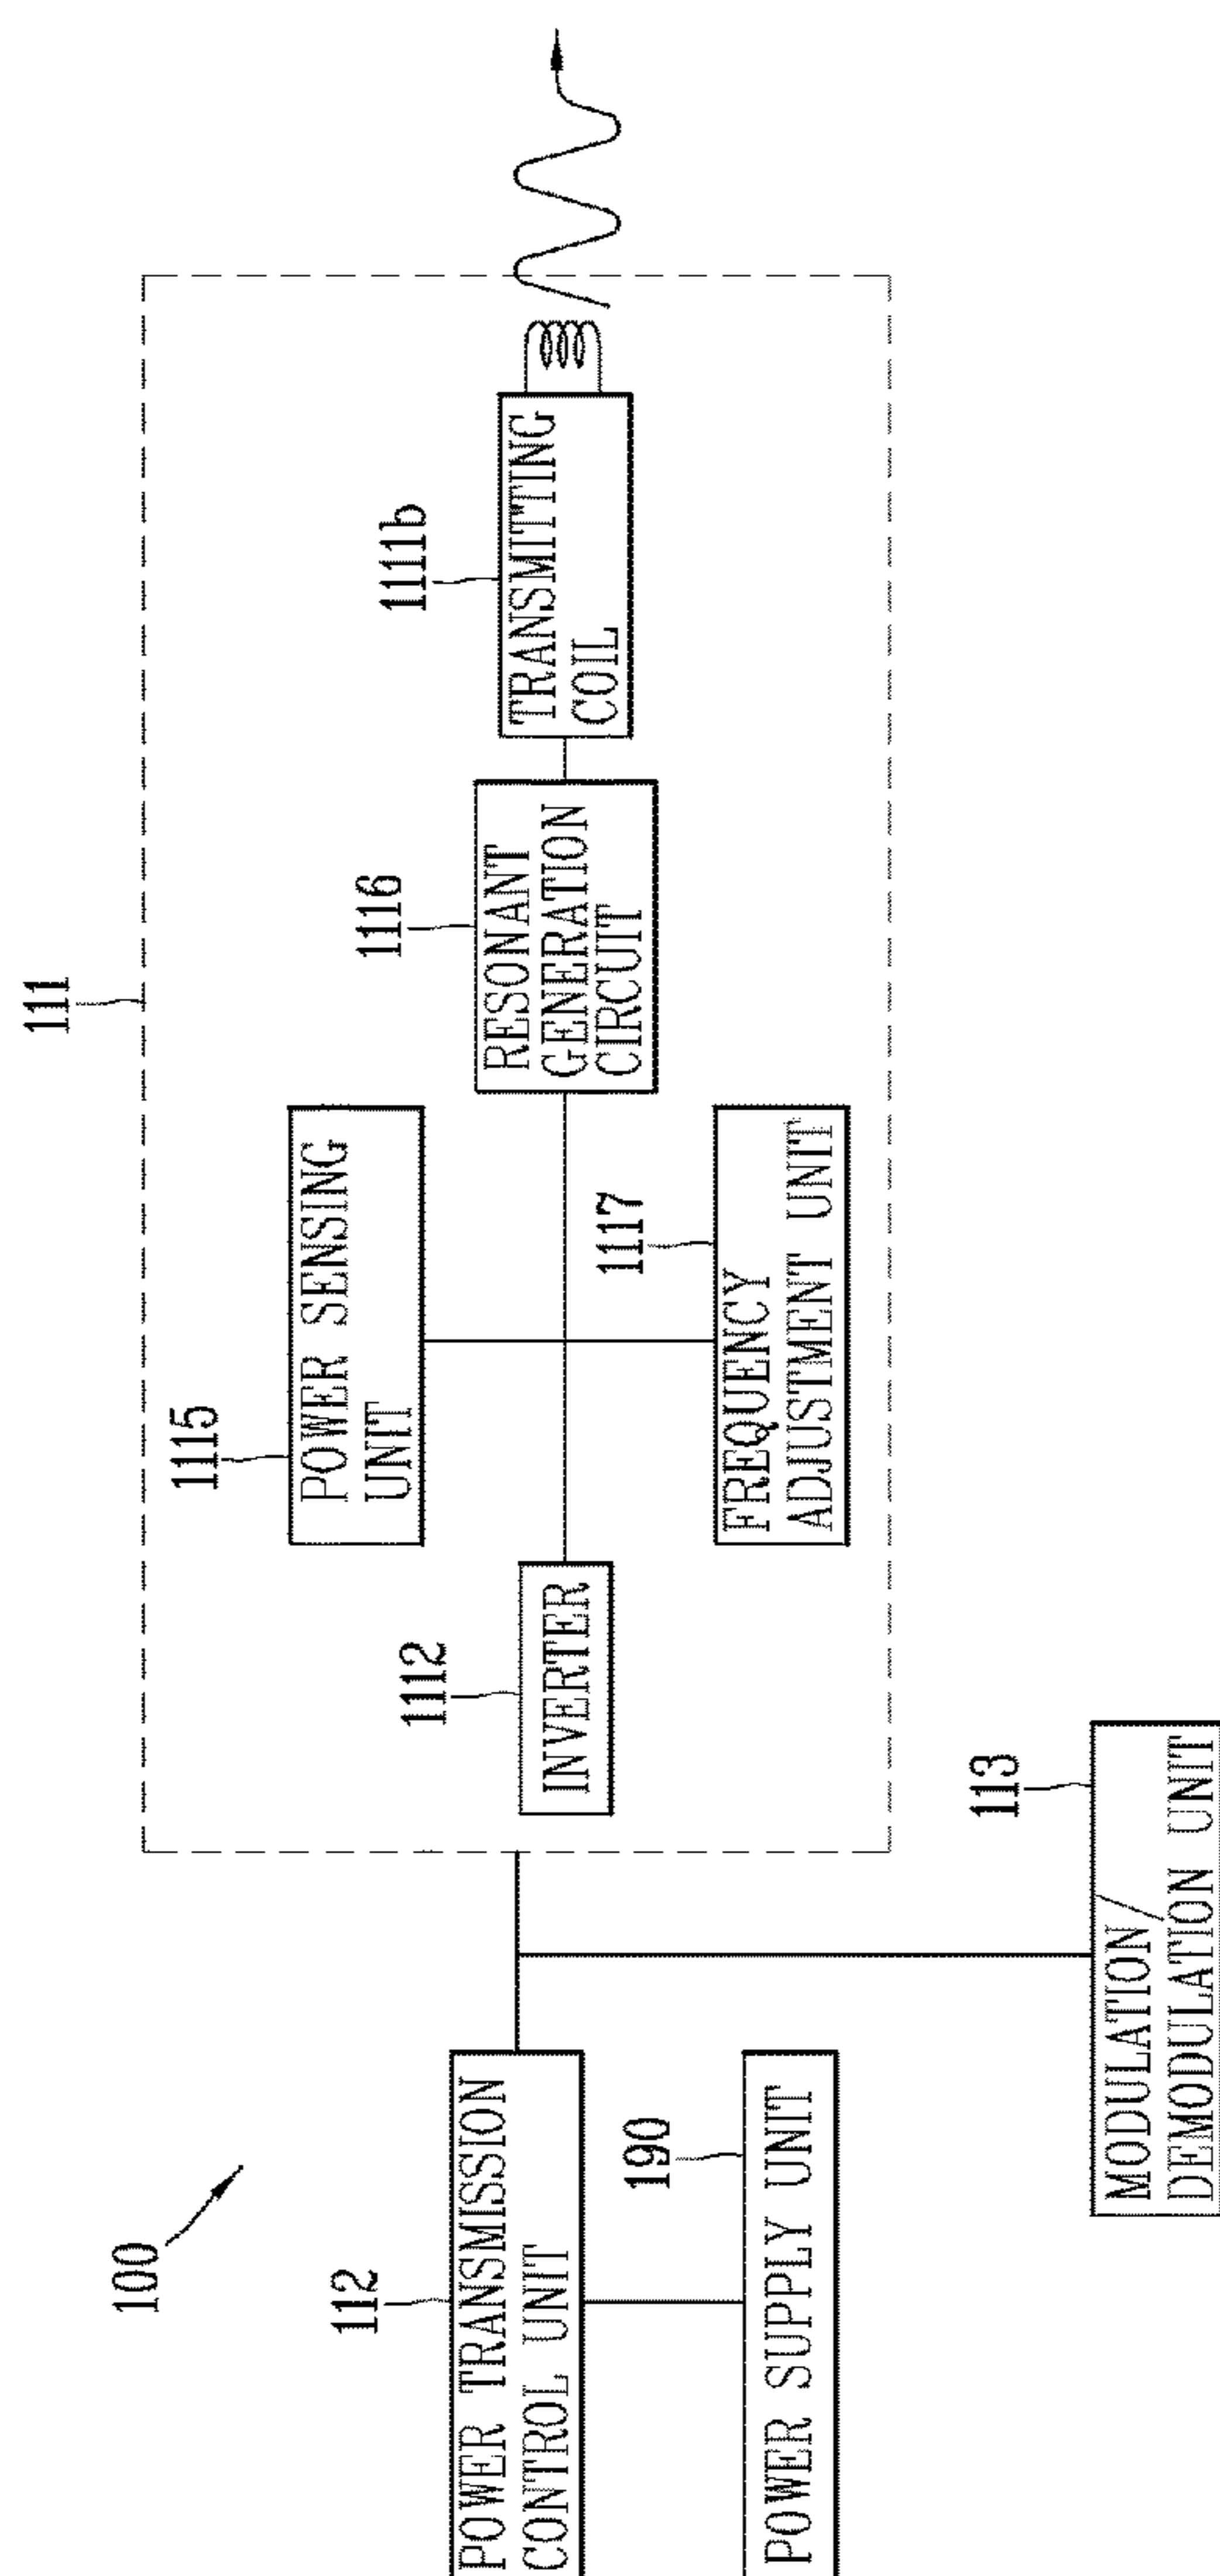 100
112
POWER TRANSMISSION
CONTROL UNIT
190
POWER SUPPLY UNIT
113
MODULATION/
DEMODULATION UNIT
111
1112
INVERTER
1115
POWER SENSING
UNIT
1117
FREQUENCY
ADJUSTMENT UNIT
1116
RESONANT
GENERATION
CIRCUIT
1111b
TRANSMITTING
COIL